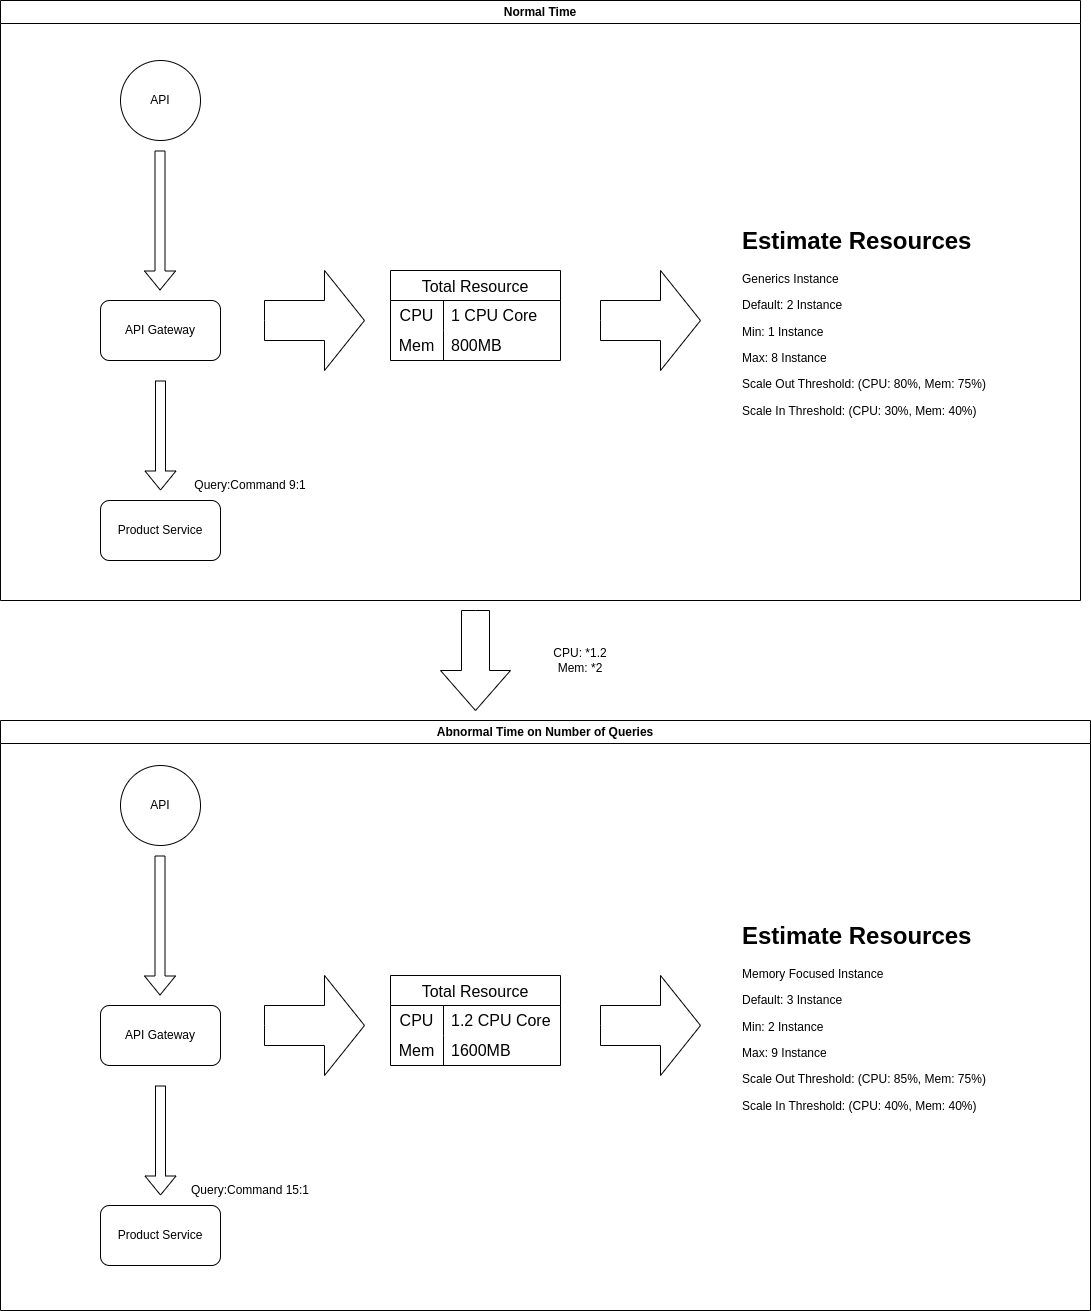 Normal Time
API
API Gateway
Query:Command 9:1
Product Service
Total Resource
CPU 1 CPU Core
Mem 800MB
Estimate Resources
Generics Instance
Default: 2 Instance
Min: 1 Instance
Max: 8 Instance
Scale Out Threshold: (CPU: 80%, Mem: 75%)
Scale In Threshold: (CPU: 30%, Mem: 40%)
CPU: *1.2
Mem: *2
Abnormal Time on Number of Queries
API
API Gateway
Query:Command 15:1
Product Service
Total Resource
CPU 1.2 CPU Core
Mem 1600MB
Estimate Resources
Memory Focused Instance
Default: 3 Instance
Min: 2 Instance
Max: 9 Instance
Scale Out Threshold: (CPU: 85%, Mem: 75%)
Scale In Threshold: (CPU: 40%, Mem: 40%)